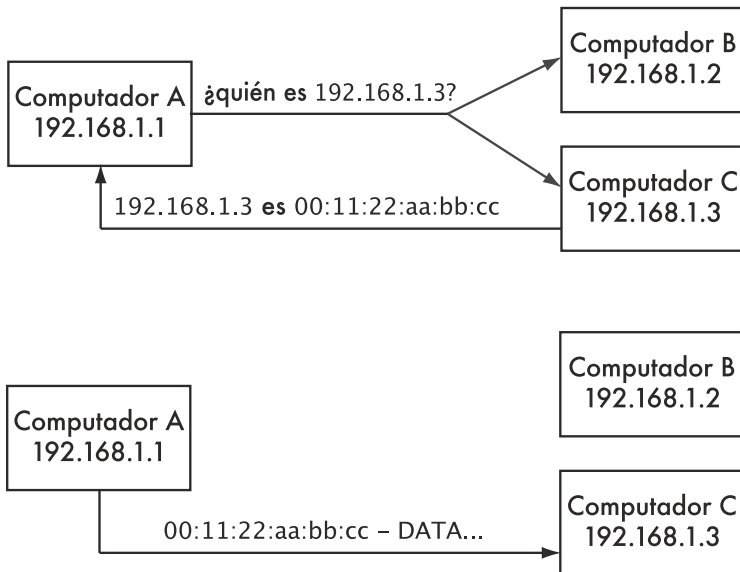 Computador A
192.168.1.1
¿quién es 192.168.1.3?
Computador B
192.168.1.2
Computador C
192.168.1.3
192.168.1.3 es 00:11:22:aa:bb:cc
Computador B
192.168.1.2
Computador A
192.168.1.1
Computador C
192.168.1.3
00:11:22:aa:bb:cc – DATA...